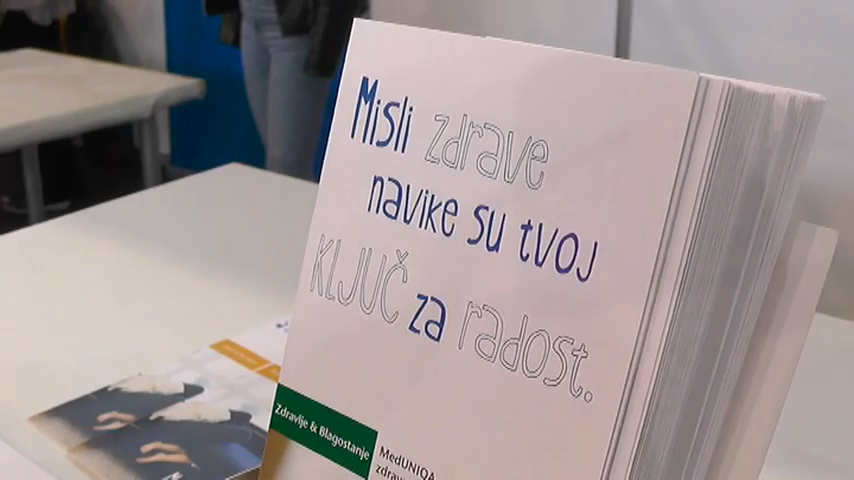 Misli zdrave
navike su tvoj
KLJUČ za radost.
Zdravlje & Blagostanje
MedUNIQA